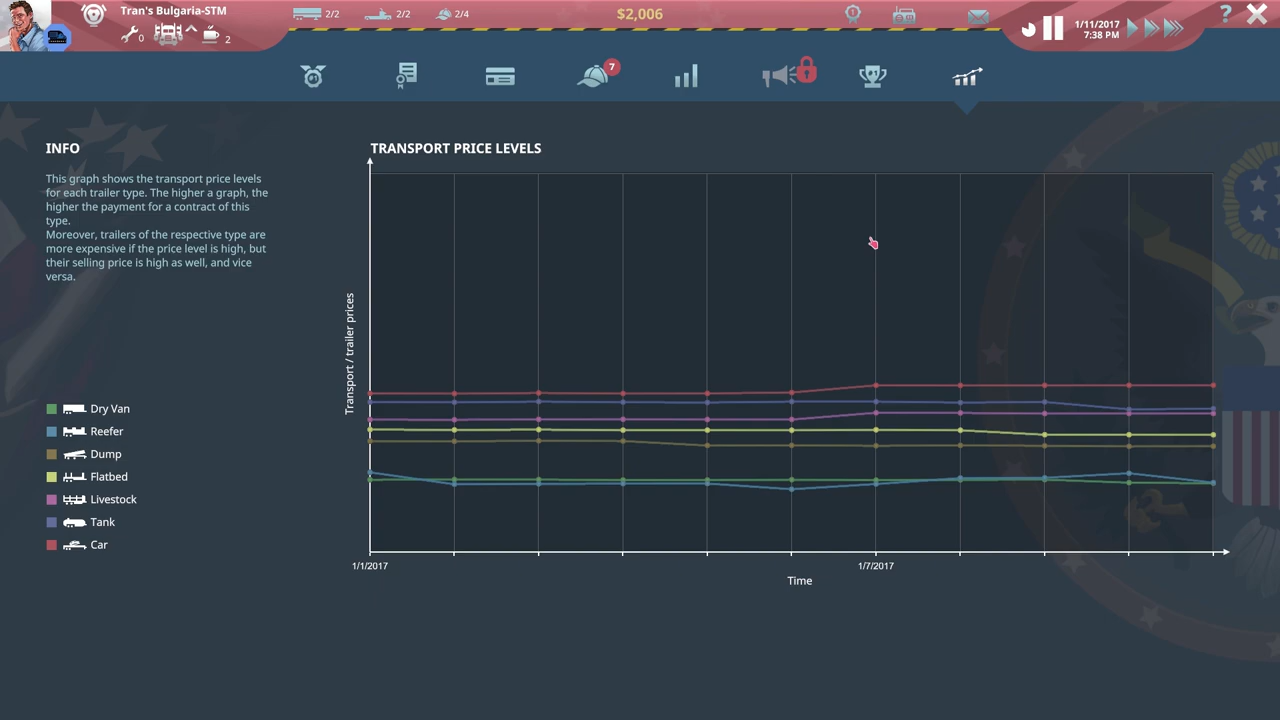 Tran's Bulgaria-STM
0
2
2/2
2/2
2/4
$2,006
1/11/2017
7:38 PM
?
#1
7
#1
INFO
This graph shows the transport price levels
for each trailer type. The higher a graph, the
higher the payment for a contract of this
type.
Moreover, trailers of the respective type are
more expensive if the price level is high, but
their selling price is high as well, and vice
versa.
Dry Van
Reefer
Dump
Flatbed
Livestock
Tank
Car
TRANSPORT PRICE LEVELS
Transport / trailer prices
1/1/2017
1/7/2017
Time